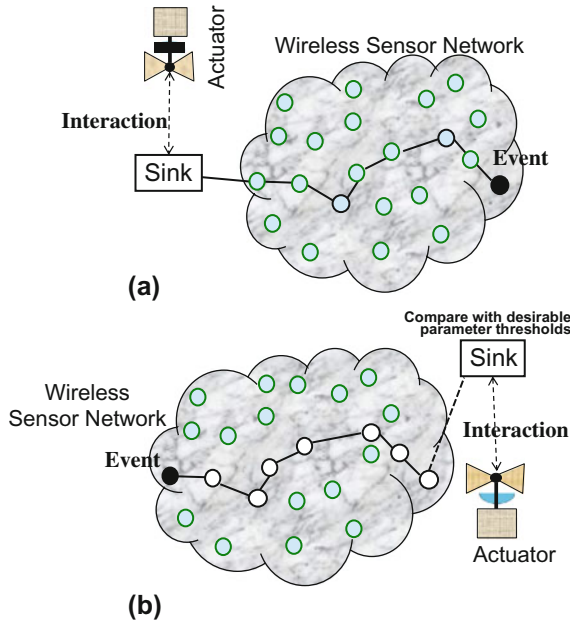 Actuator
Wireless Sensor Network
Interaction
Sink
Event
(a)
Compare with desirable
parameter thresholds
Sink
Wireless
Sensor Network
Interaction
Event
Actuator
(b)